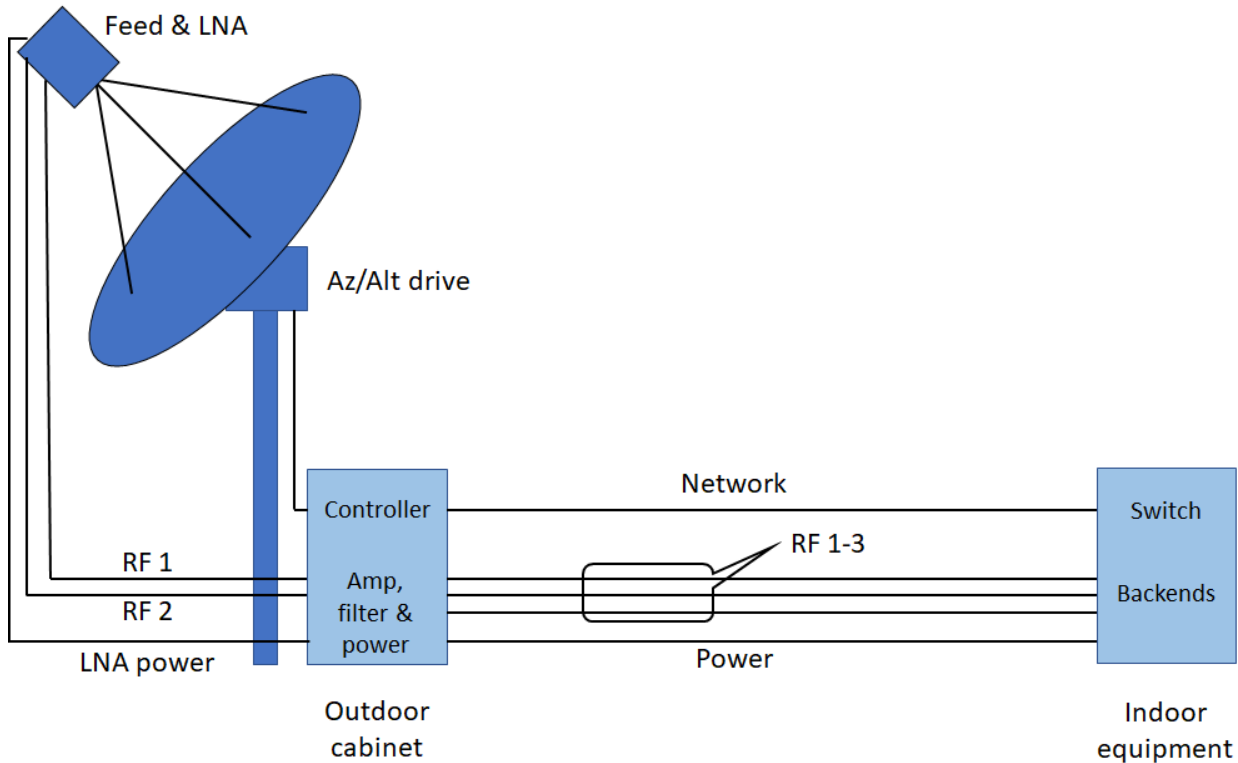 Feed & LNA
Az/Alt drive
Network
Controller
Switch
RF 1-3
RF 1
Amp,
filter &
power
Backends
RF 2
LNA power
Power
Outdoor
cabinet
Indoor
equipment